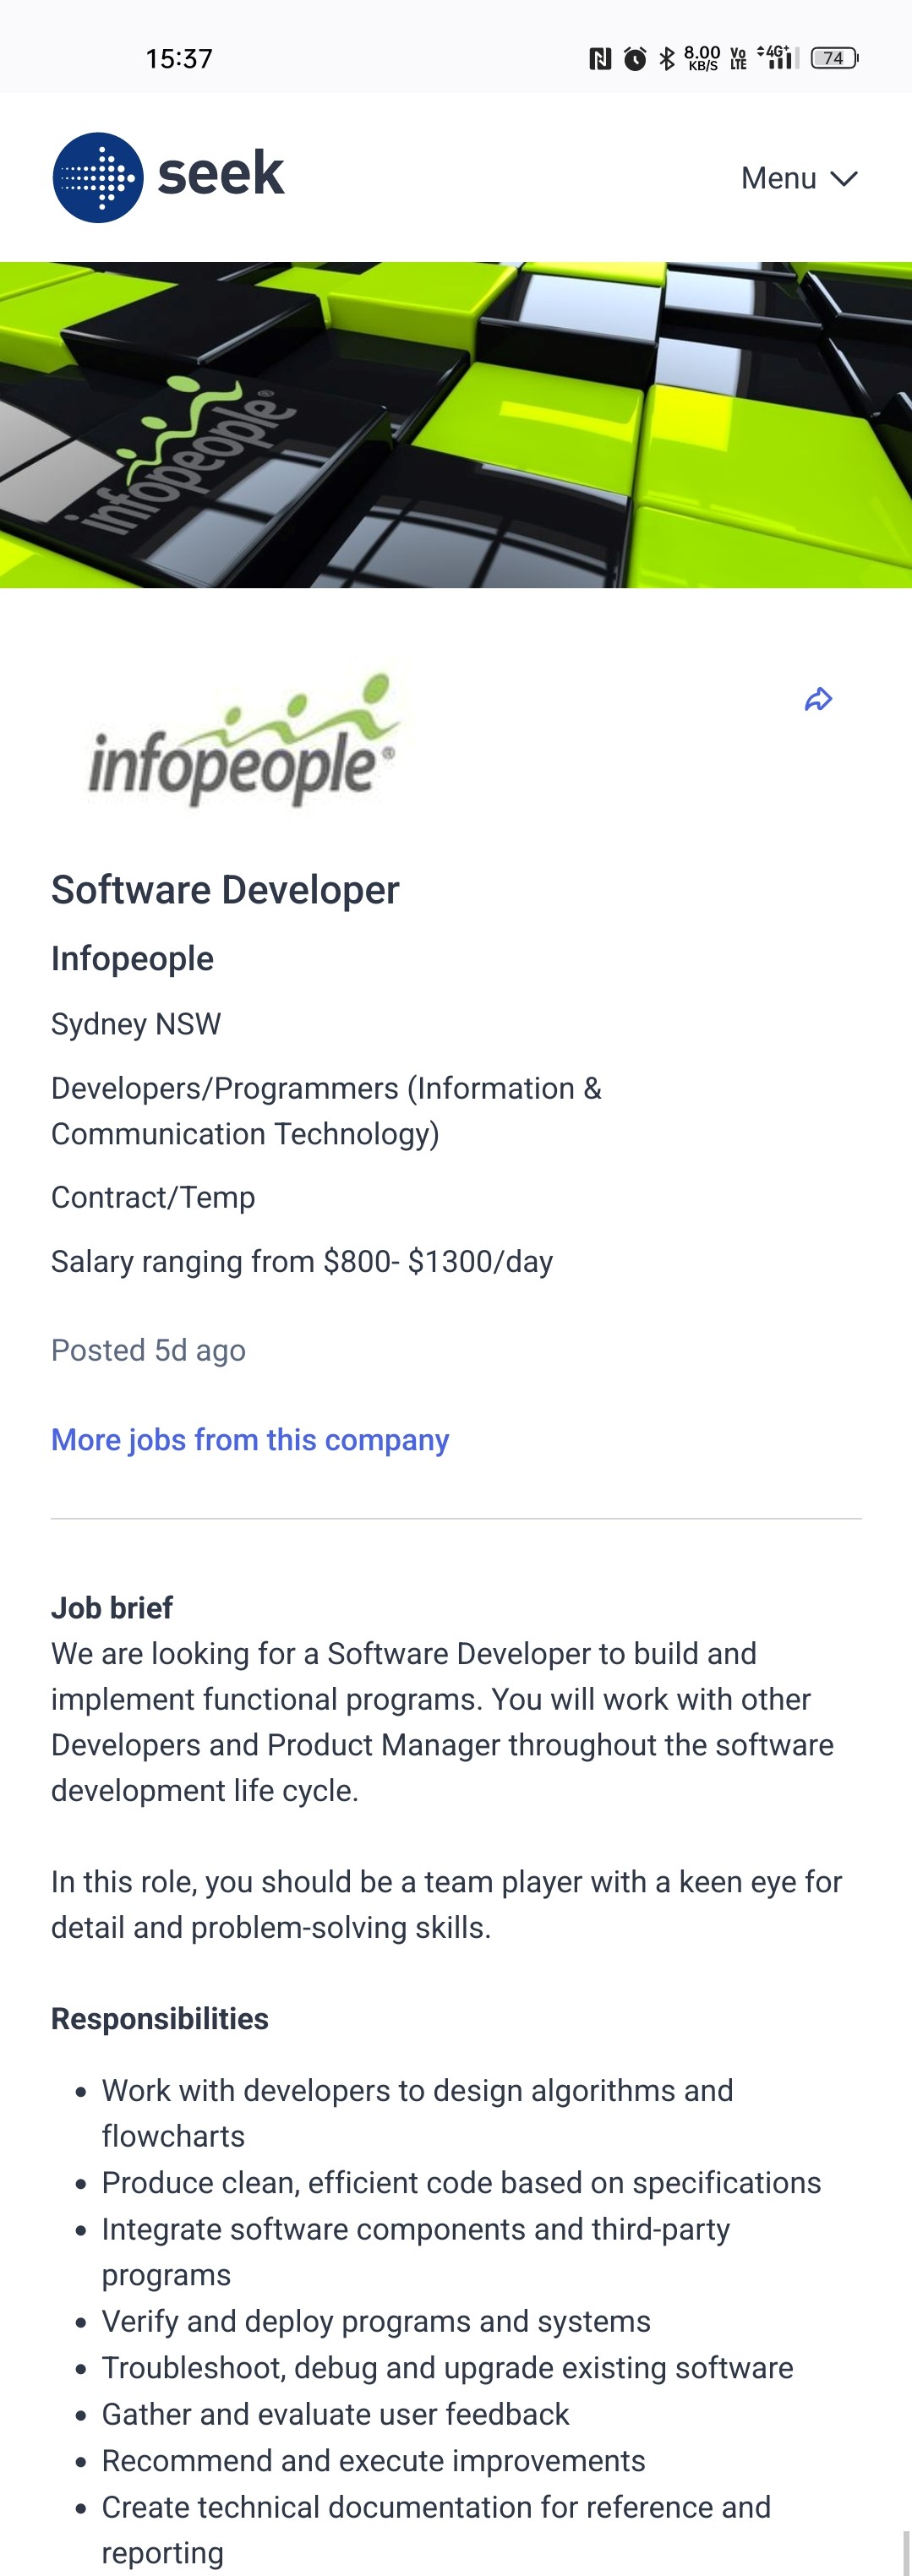 15:37
8.00
KB/S
Vo
LTE
4G+
74
seek
Menu
infopeople®
infopeople®
Software Developer
Infopeople
Sydney NSW
Developers/Programmers (Information &
Communication Technology)
Contract/Temp
Salary ranging from $800- $1300/day
Posted 5d ago
More jobs from this company
Job brief
We are looking for a Software Developer to build and
implement functional programs. You will work with other
Developers and Product Manager throughout the software
development life cycle.
In this role, you should be a team player with a keen eye for
detail and problem-solving skills.
Responsibilities
• Work with developers to design algorithms and
flowcharts
• Produce clean, efficient code based on specifications
• Integrate software components and third-party
programs
• Verify and deploy programs and systems
• Troubleshoot, debug and upgrade existing software
• Gather and evaluate user feedback
• Recommend and execute improvements
• Create technical documentation for reference and
reporting